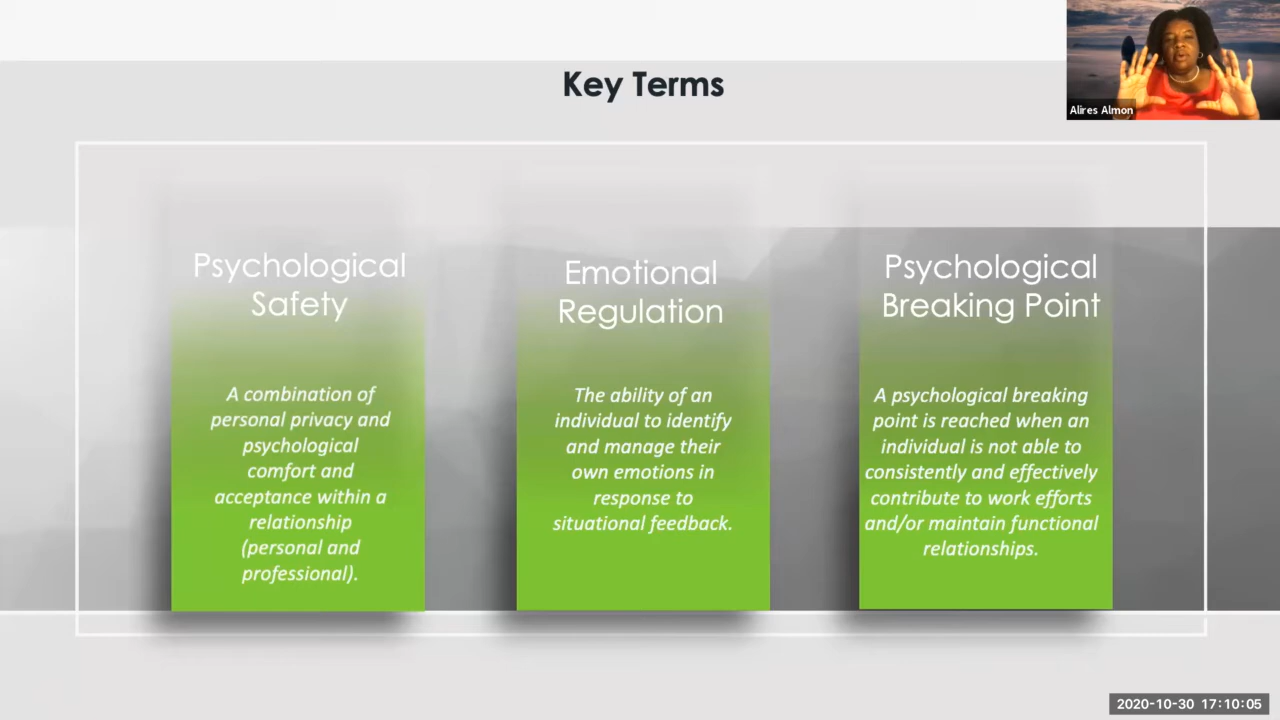 Key Terms
Alires Almon
Psychological
Safety
A combination of
personal privacy and
psychological
comfort and
acceptance within a
relationship
(personal and
professional).
Emotional
Regulation
The ability of an
individual to identify
and manage their
own emotions in
response to
situational feedback.
Psychological
Breaking Point
A psychological breaking
point is reached when an
individual is not able to
consistently and effectively
contribute to work efforts
and/or maintain functional
relationships.
2020-10-30 17:10:05